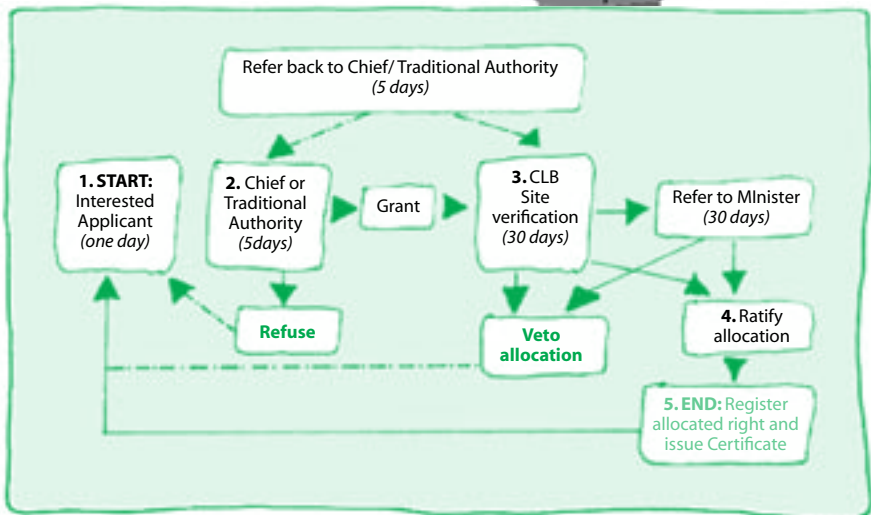 Refer back to Chief/ Traditional Authority
(5 days)
1. START:
Interested
Applicant
(one day)
2. Chief or
Traditional
Authority
(5days)
Grant
3. CLB
Site
verification
(30 days)
Refer to MInister
(30 days)
Refuse
Veto
allocation
4. Ratify
allocation
5. END: Register
allocated right and
issue Certificate